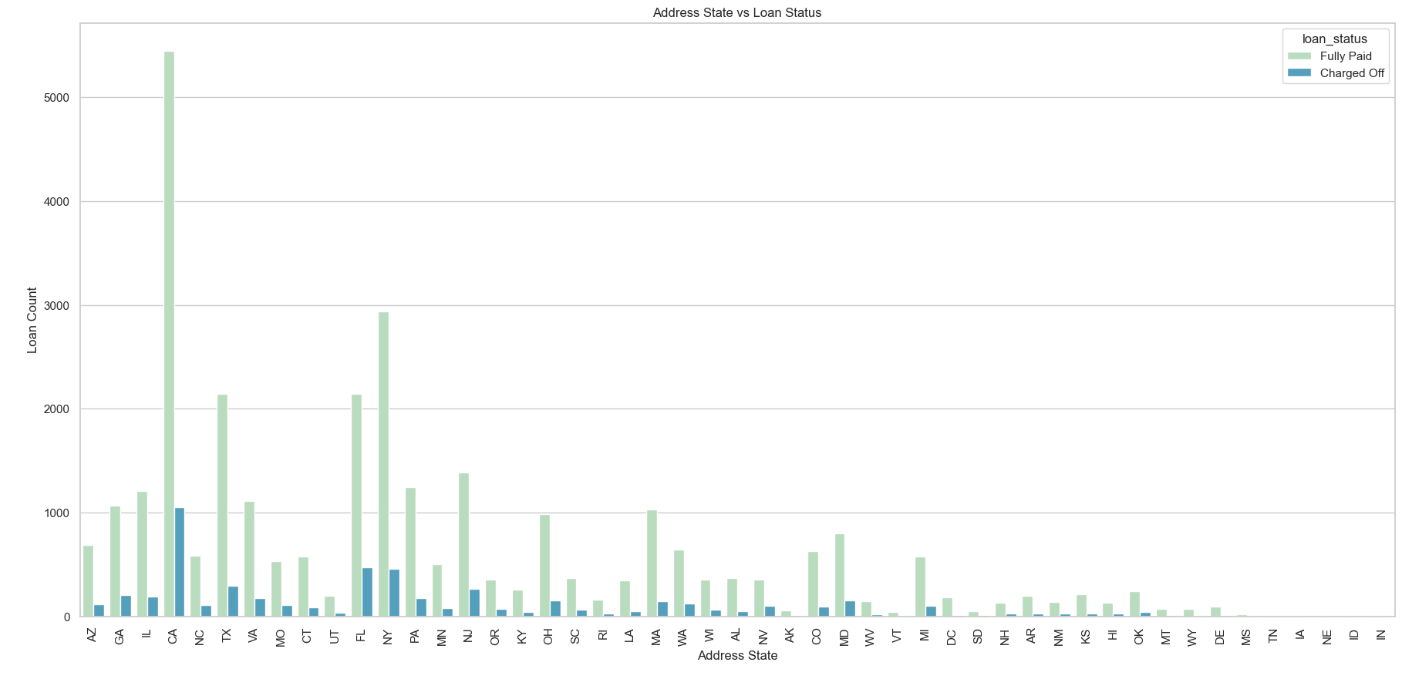 Address State vs Loan Status
loan_status
Fully Paid
Charged Off
5000
4000
3000
2000
1000
0
Loan Count
AZ
GA
IL
CA
NC
TX
VA
MO
CT
UT
FL
NY
PA
MN
NJ
OR
KY
OH
SC
RI
LA
MA
WA
WI
AL
NV
AK
CO
MD
WV
VT
MI
DC
SD
NH
AR
NM
KS
HI
OK
MT
WY
DE
MS
TN
IA
NE
ID
IN
Address State